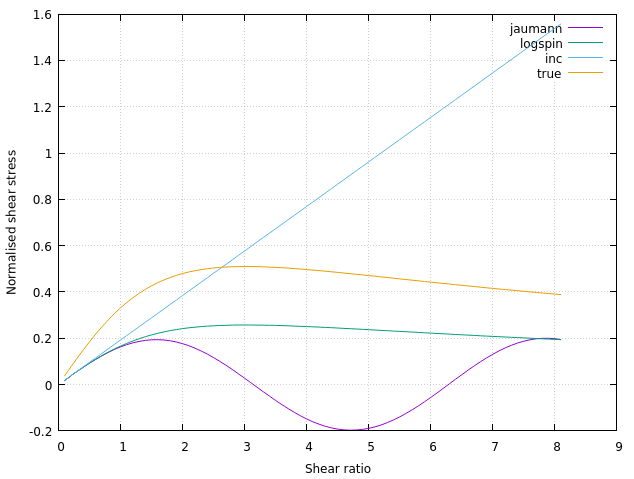 1.6
1.4
1.2
1
0.8
0.6
0.4
0.2
0
-0.2
0 1 2 3 4 5 6 7 8 9
Normalised shear stress
Shear ratio
jaumann
logspin
inc
true